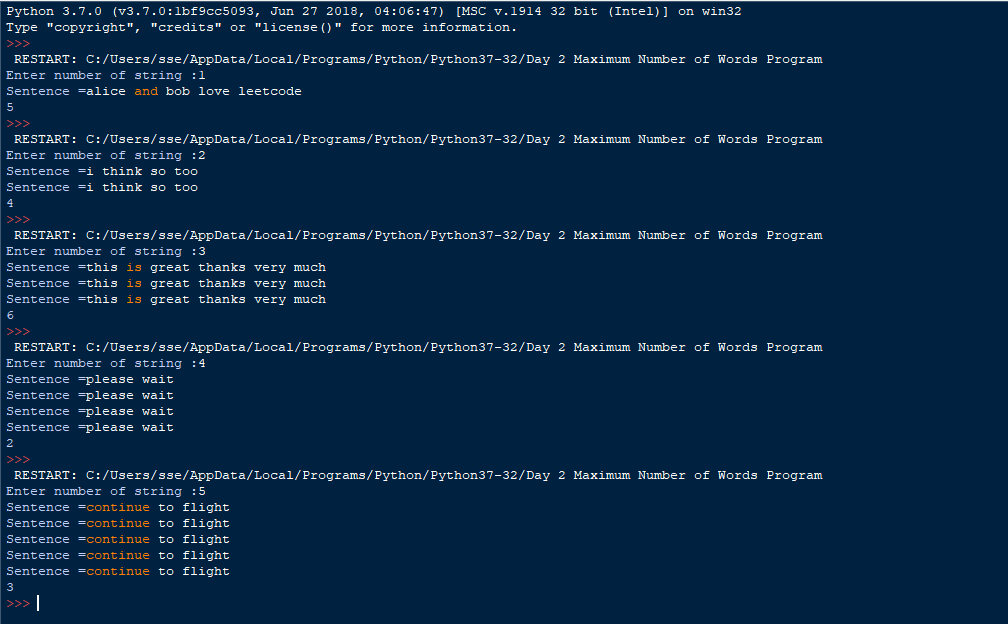 Python 3.7.0 (v3.7.0:1bf9cc5093, Jun 27 2018, 04:06:47) [MSC v.1914 32 bit (Intel)] on win32
Type "copyright", "credits" or "license()" for more information.
>>>
 RESTART: C:/Users/sse/AppData/Local/Programs/Python/Python37-32/Day 2 Maximum Number of Words Program
Enter number of string :1
Sentence =alice and bob love leetcode
5
>>>
 RESTART: C:/Users/sse/AppData/Local/Programs/Python/Python37-32/Day 2 Maximum Number of Words Program
Enter number of string :2
Sentence =i think so too
Sentence =i think so too
4
>>>
 RESTART: C:/Users/sse/AppData/Local/Programs/Python/Python37-32/Day 2 Maximum Number of Words Program
Enter number of string :3
Sentence =this is great thanks very much
Sentence =this is great thanks very much
Sentence =this is great thanks very much
6
>>>
 RESTART: C:/Users/sse/AppData/Local/Programs/Python/Python37-32/Day 2 Maximum Number of Words Program
Enter number of string :4
Sentence =please wait
Sentence =please wait
Sentence =please wait
Sentence =please wait
2
>>>
 RESTART: C:/Users/sse/AppData/Local/Programs/Python/Python37-32/Day 2 Maximum Number of Words Program
Enter number of string :5
Sentence =continue to flight
Sentence =continue to flight
Sentence =continue to flight
Sentence =continue to flight
Sentence =continue to flight
3
>>>